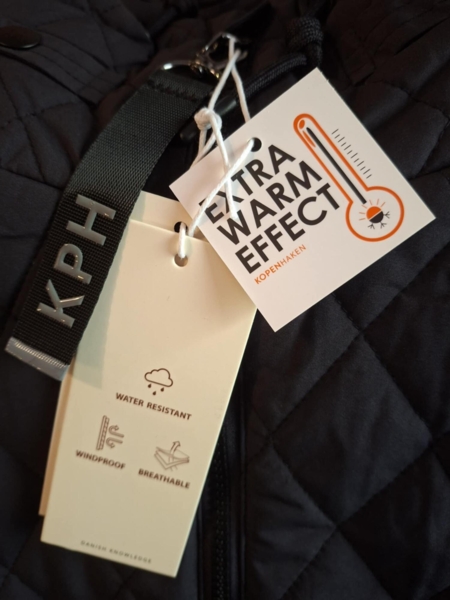 KPH
EXTRA
WARM
EFFECT
KOPENHAKEN
WATER RESISTANT
WINDPROOF
BREATHABLE
DANISH KNOWLEDGE